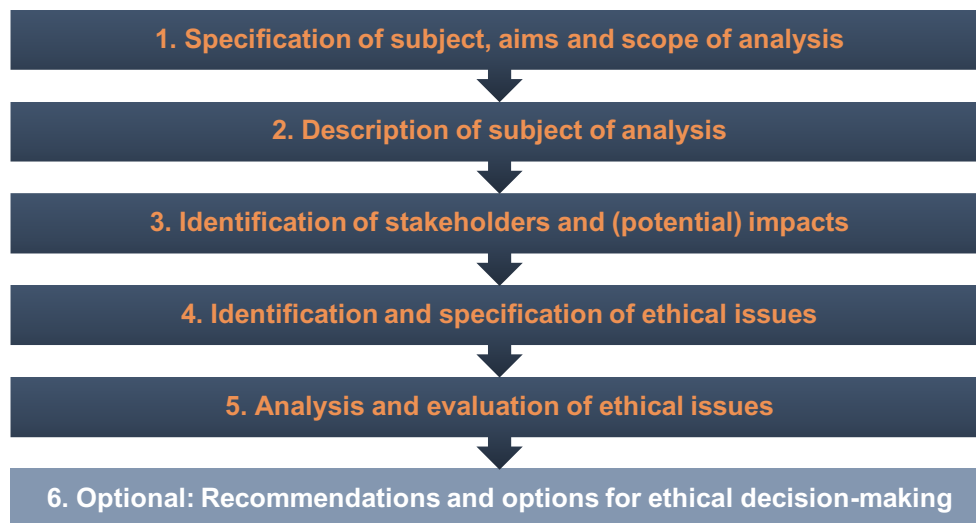 1. Specification of subject, aims and scope of analysis
2. Description of subject of analysis
3. Identification of stakeholders and (potential) impacts
4. Identification and specification of ethical issues
5. Analysis and evaluation of ethical issues
6. Optional: Recommendations and options for ethical decision-making